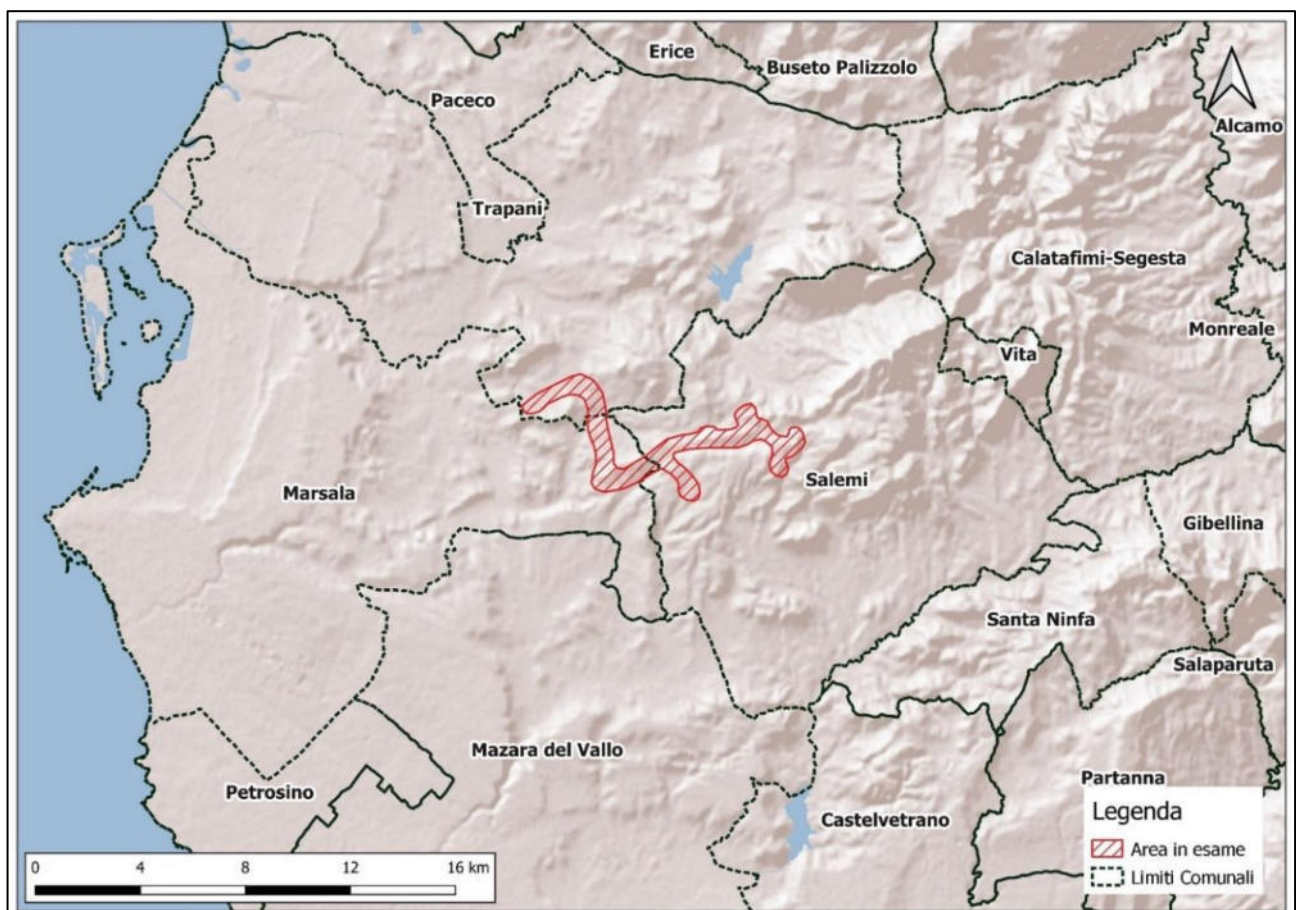 Erice
Buseto Palizzolo
Paceco
Alcamo
Trapani
Calatafimi-Segesta
Monreale
Vita
Marsala
Salemi
Gibellina
Santa Ninfa
Salaparuta
Mazara del Vallo
Petrosino
Partanna
Castelvetrano
Legenda
Area in esame
Limiti Comunali
0 4 8 12 16 km